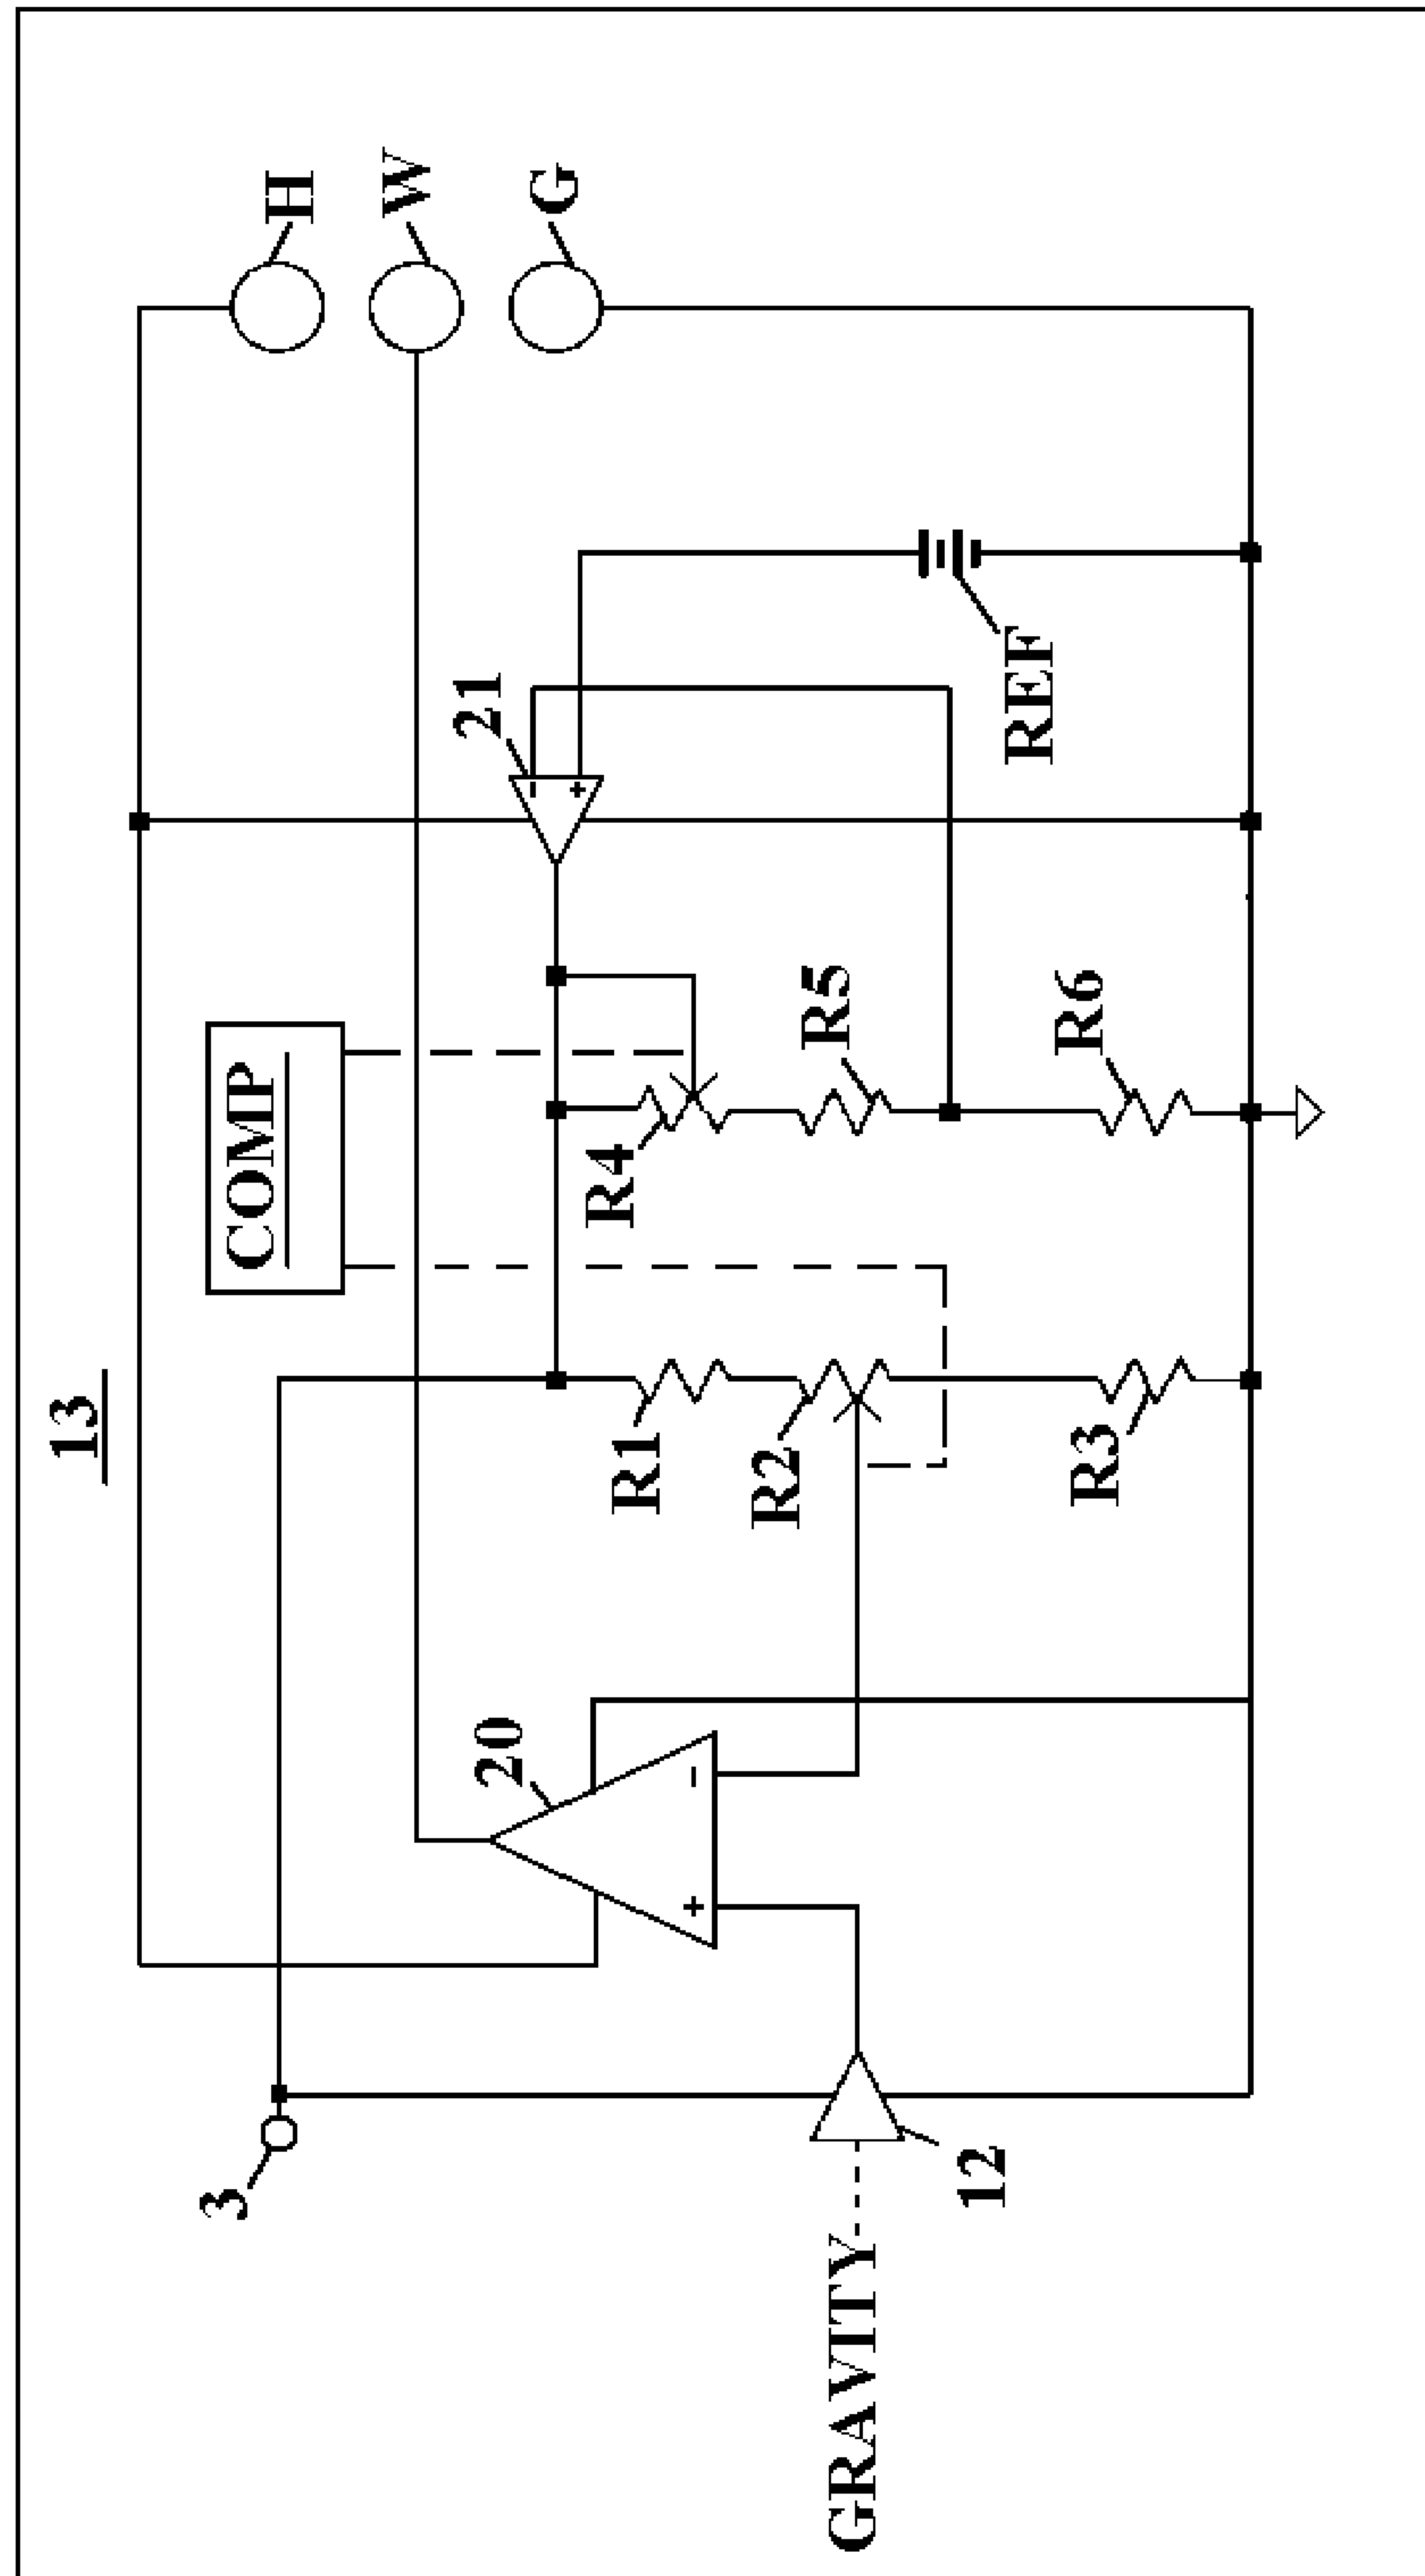 13
COMP
H
W
G
3
20
21
R1
R2
R3
R4
R5
R6
REF
GRAVITY
12
+
-
-
+